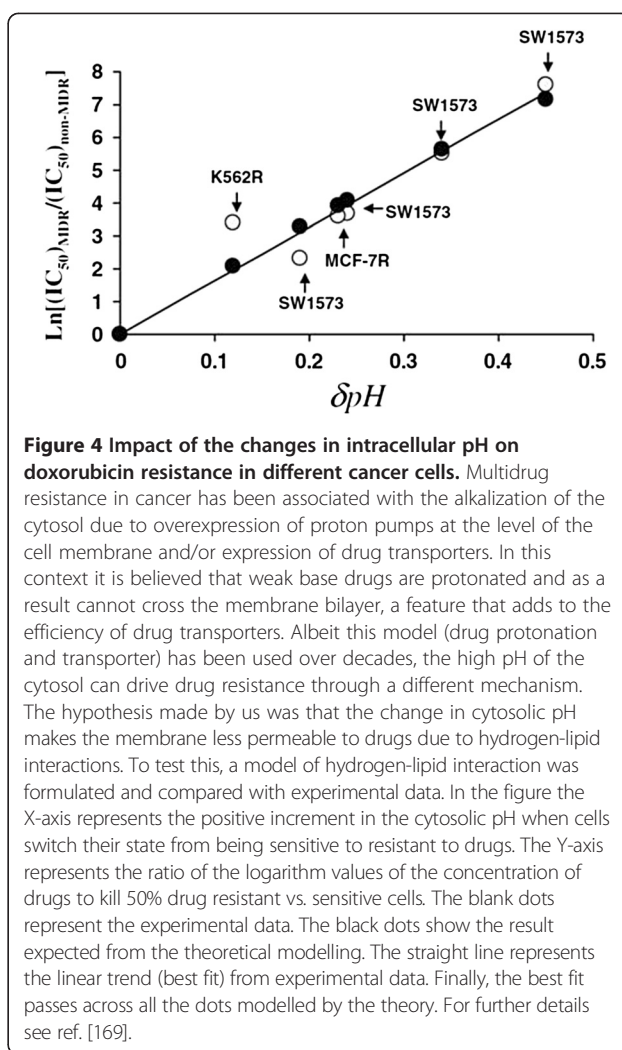 SW1573
8
7
SW1573
6
5
K562R
4
SW1573
3
2
MCF-7R
1
SW1573
0
0
0.1
0.2
0.3
0.4
0.5
Ln[(IC50)MDR/(IC50)non-MDR]
δpH
Figure 4 Impact of the changes in intracellular pH on
doxorubicin resistance in different cancer cells. Multidrug
resistance in cancer has been associated with the alkalization of the
cytosol due to overexpression of proton pumps at the level of the
cell membrane and/or expression of drug transporters. In this
context it is believed that weak base drugs are protonated and as a
result cannot cross the membrane bilayer, a feature that adds to the
efficiency of drug transporters. Albeit this model (drug protonation
and transporter) has been used over decades, the high pH of the
cytosol can drive drug resistance through a different mechanism.
The hypothesis made by us was that the change in cytosolic pH
makes the membrane less permeable to drugs due to hydrogen-lipid
interactions. To test this, a model of hydrogen-lipid interaction was
formulated and compared with experimental data. In the figure the
X-axis represents the positive increment in the cytosolic pH when cells
switch their state from being sensitive to resistant to drugs. The Y-axis
represents the ratio of the logarithm values of the concentration of
drugs to kill 50% drug resistant vs. sensitive cells. The blank dots
represent the experimental data. The black dots show the result
expected from the theoretical modelling. The straight line represents
the linear trend (best fit) from experimental data. Finally, the best fit
passes across all the dots modelled by the theory. For further details
see ref. [169].